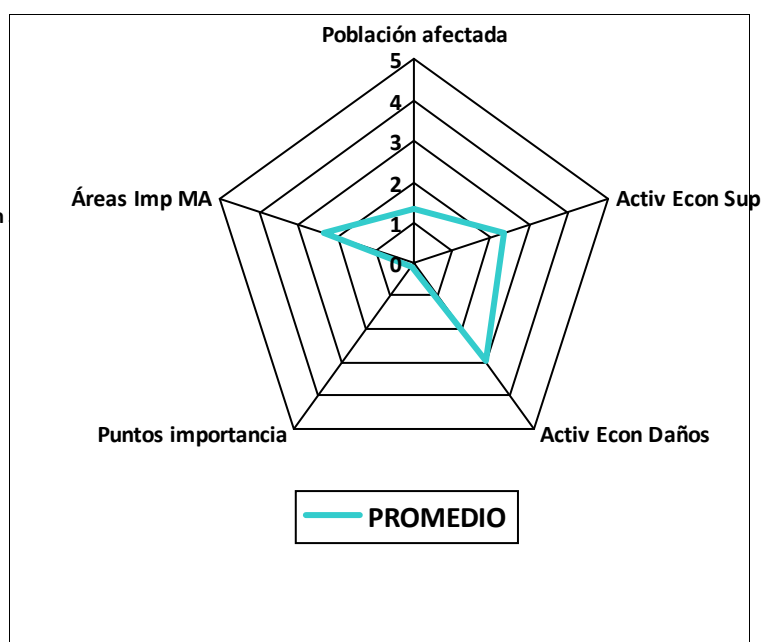 Población afectada
5
4
3
2
1
0
Áreas Imp MA
Activ Econ Sup
n
Puntos importancia
Activ Econ Daños
PROMEDIO